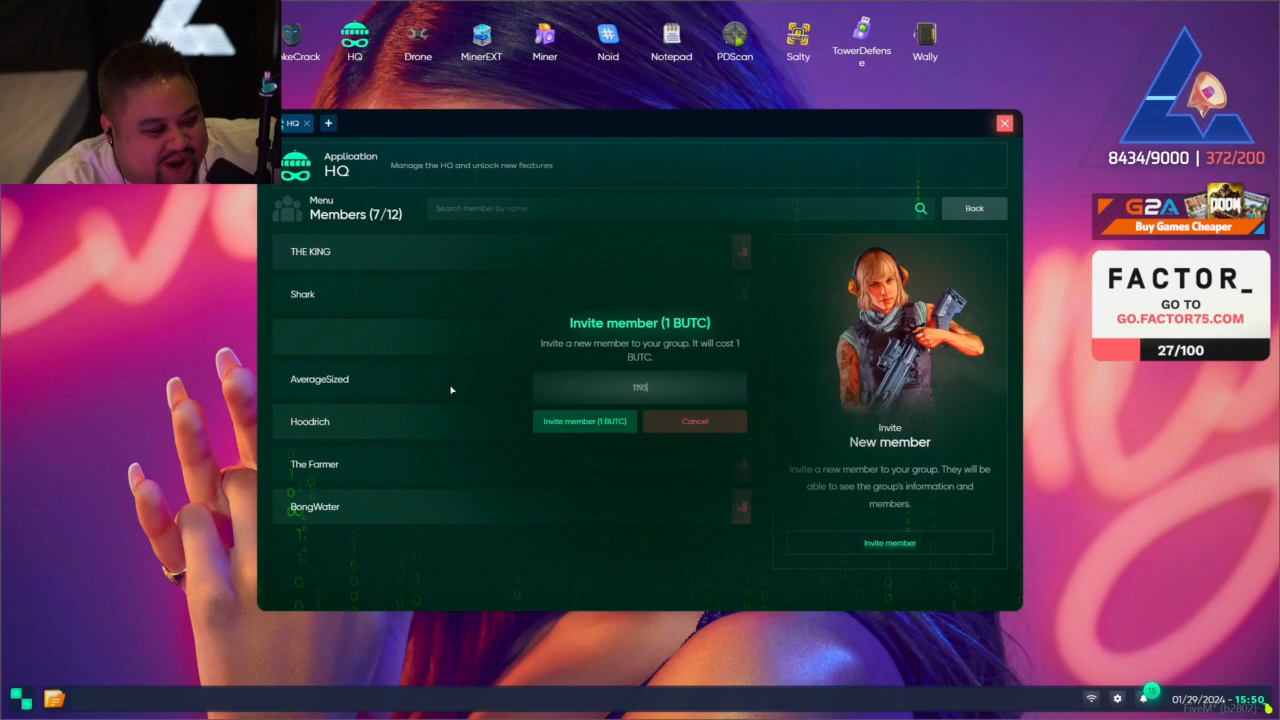 HQ
Drone
MinerEXT
Miner
Noid
Notepad
PDScan
Salty
TowerDefens
e
Wally
8434/9000 | 372/200
G2A
DOOM
Buy Games Cheaper
FACTOR_
GO TO
GO.FACTOR75.COM
27/100
HQ
Application
HQ
Manage the HQ and unlock new features
Menu
Members (7/12)
Search member by name
Back
THE KING
Shark
AverageSized
Hoodrich
The Farmer
BongWater
Invite member (1 BUTC)
Invite a new member to your group. It will cost 1
BUTC.
1193
Invite member (1 BUTC)
Cancel
Invite
New member
Invite a new member to your group. They will be
able to see the group's information and
members.
Invite member
15
01/29/2024 - 15:50
FiveM* (b2802)